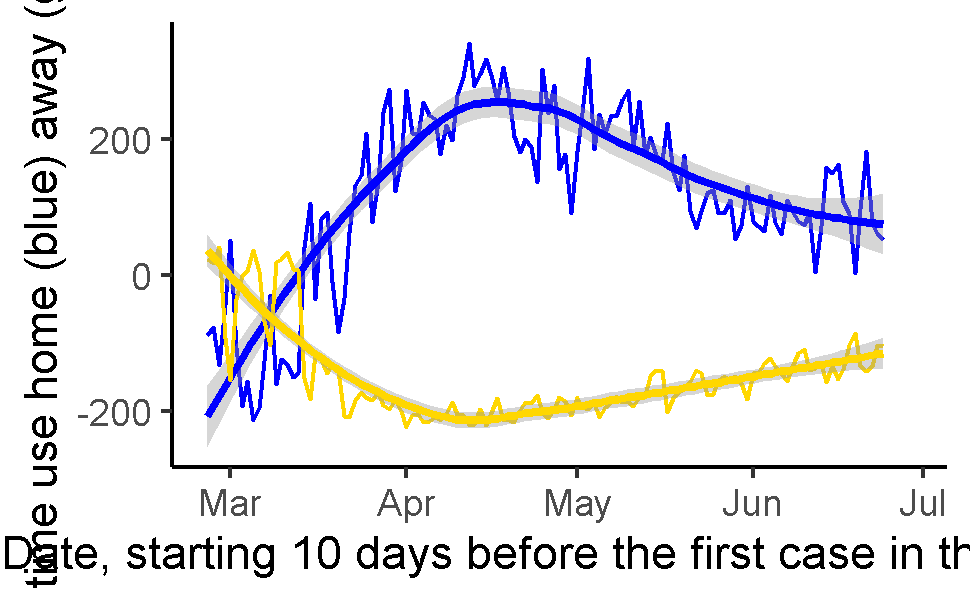 time use home (blue) away (
200
0
-200
Mar Apr May Jun Jul
Date, starting 10 days before the first case in th